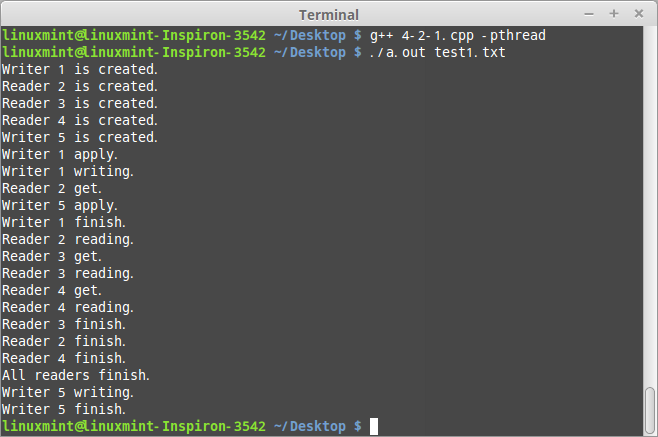 Terminal
linuxmint@linuxmint-Inspiron-3542 ~/Desktop $ g++ 4-2-1.cpp -pthread
linuxmint@linuxmint-Inspiron-3542 ~/Desktop $ ./a.out test1.txt
Writer 1 is created.
Reader 2 is created.
Reader 3 is created.
Reader 4 is created.
Writer 5 is created.
Writer 1 apply.
Writer 1 writing.
Reader 2 get.
Writer 5 apply.
Writer 1 finish.
Reader 2 reading.
Reader 3 get.
Reader 3 reading.
Reader 4 get.
Reader 4 reading.
Reader 3 finish.
Reader 2 finish.
Reader 4 finish.
All readers finish.
Writer 5 writing.
Writer 5 finish.
linuxmint@linuxmint-Inspiron-3542 ~/Desktop $